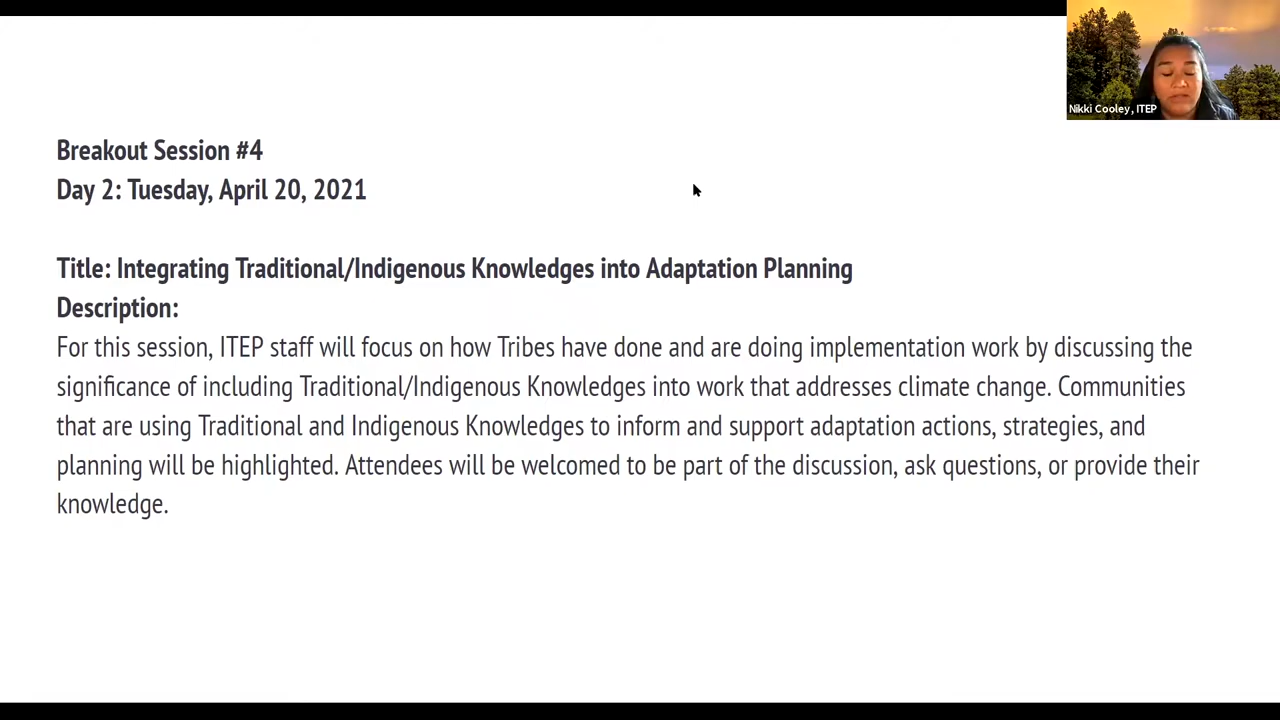 Nikki Cooley, ITEP
Breakout Session #4
Day 2: Tuesday, April 20, 2021
Title: Integrating Traditional/Indigenous Knowledges into Adaptation Planning
Description:
For this session, ITEP staff will focus on how Tribes have done and are doing implementation work by discussing the
significance of including Traditional/Indigenous Knowledges into work that addresses climate change. Communities
that are using Traditional and Indigenous Knowledges to inform and support adaptation actions, strategies, and
planning will be highlighted. Attendees will be welcomed to be part of the discussion, ask questions, or provide their
knowledge.